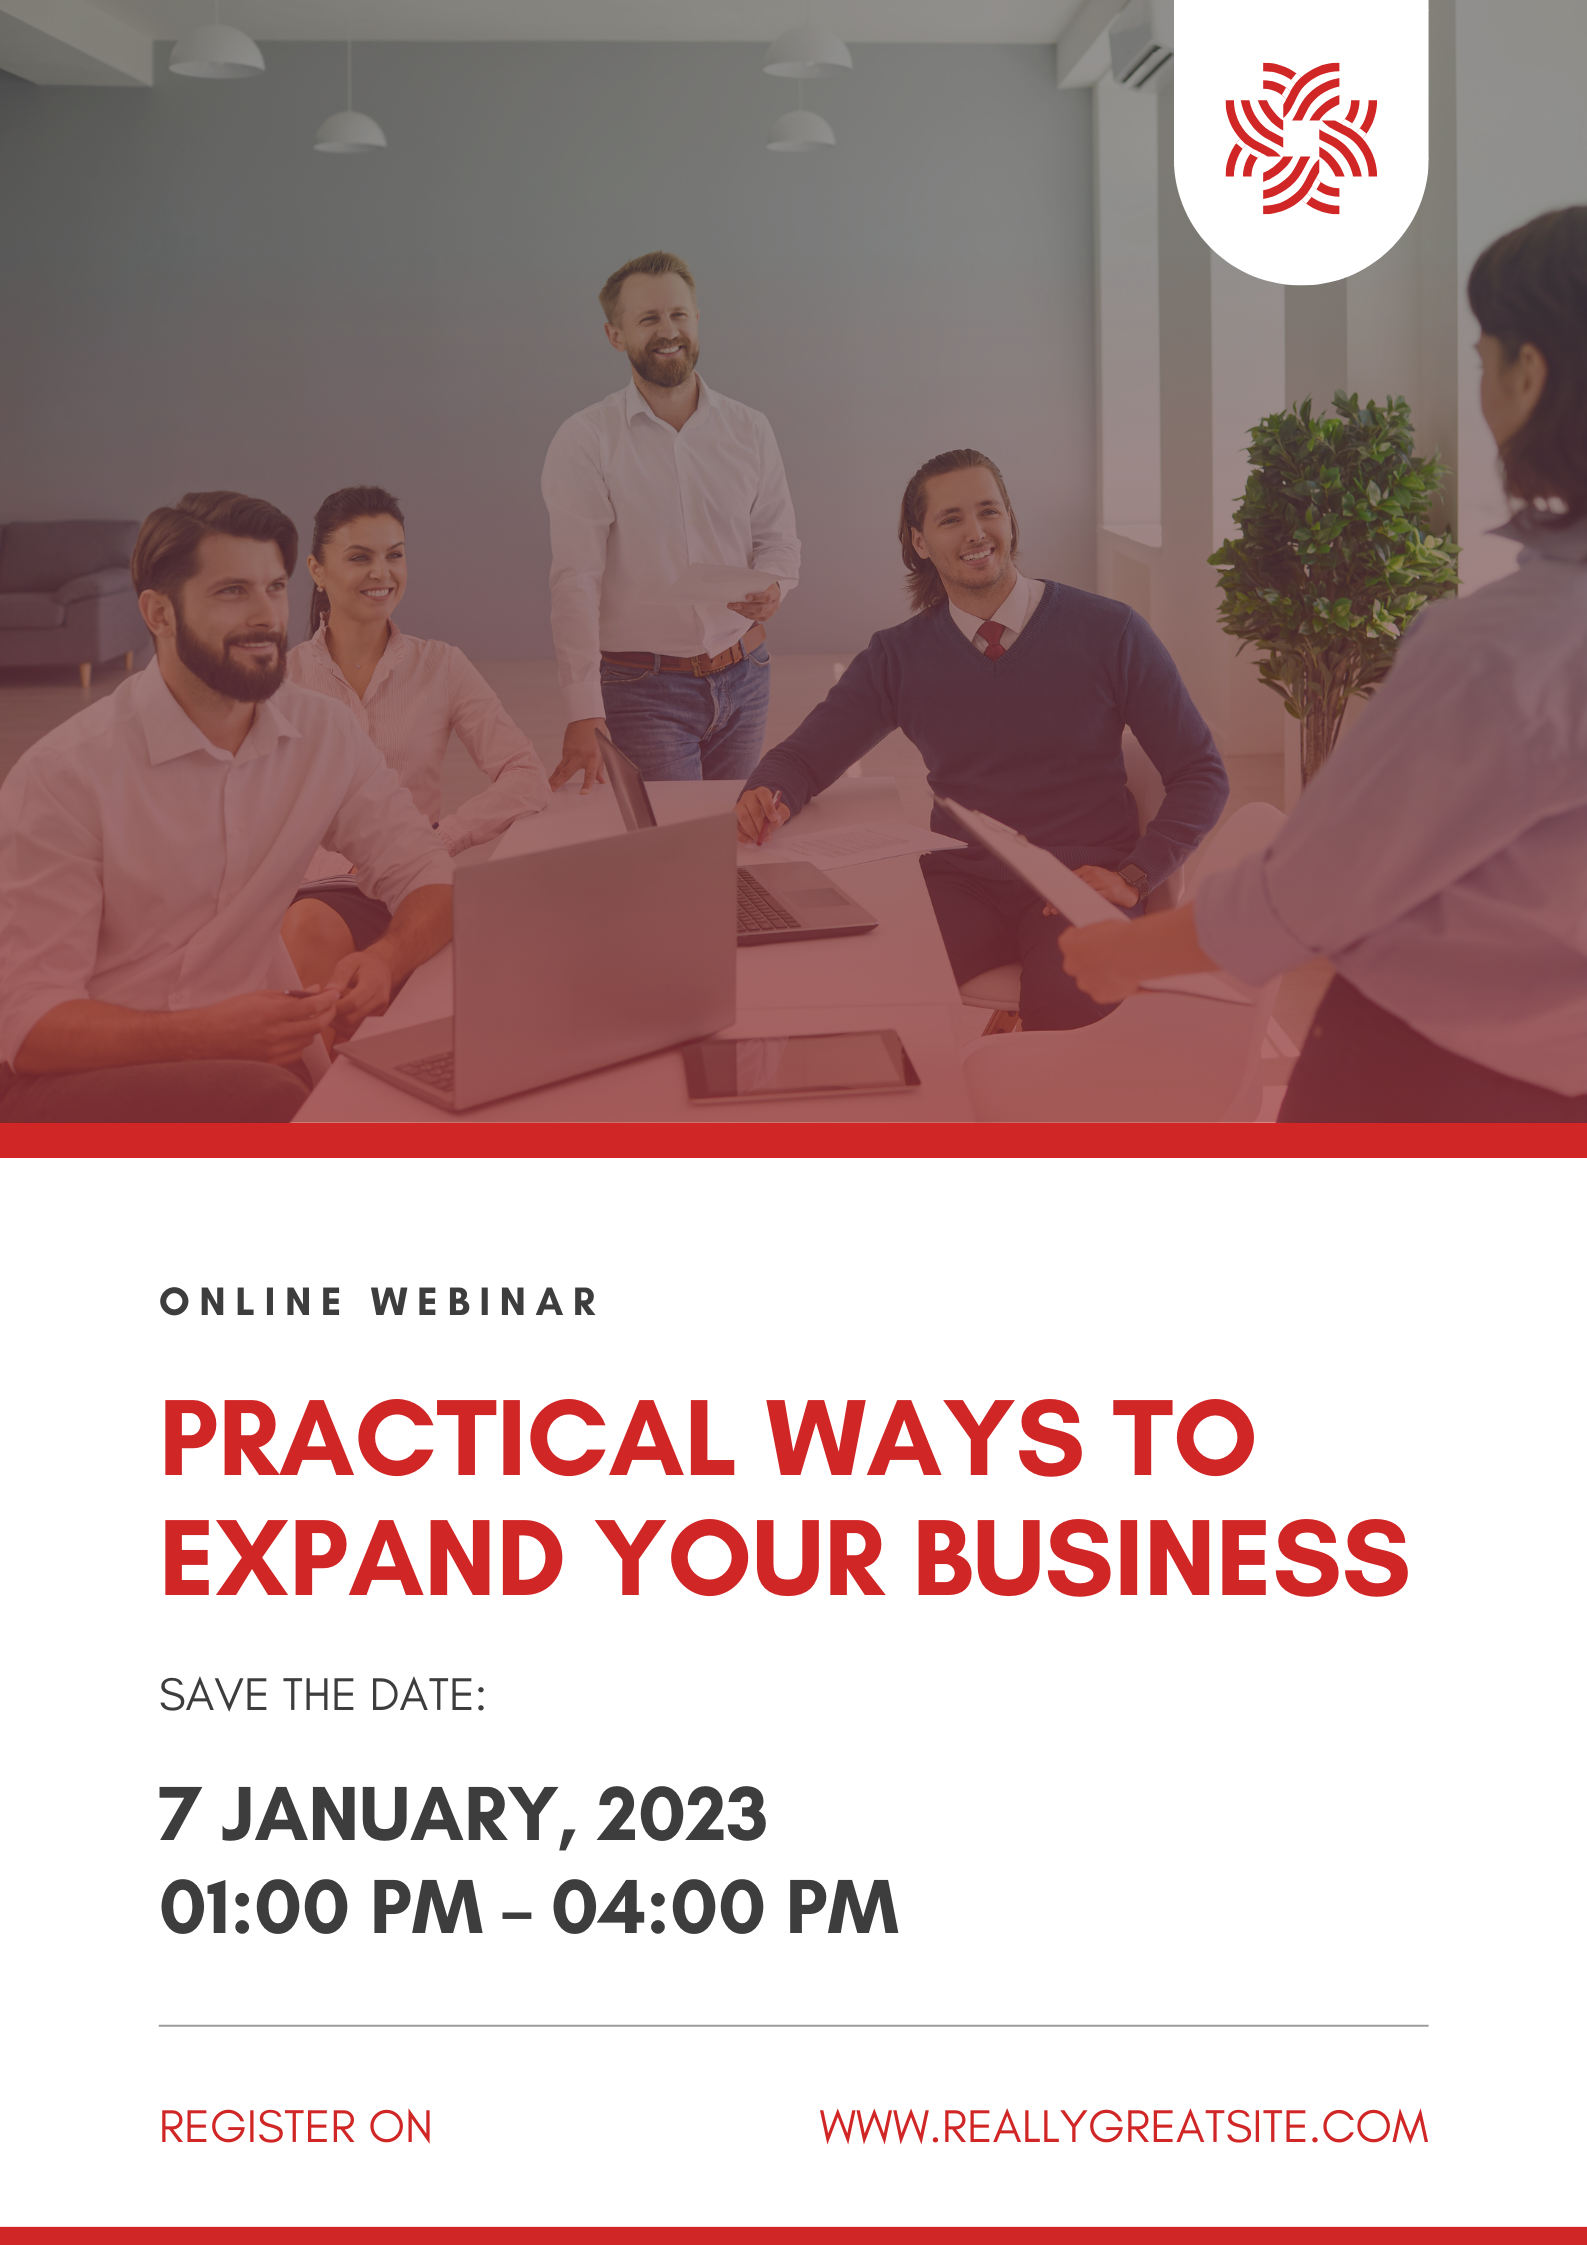 ONLINE WEBINAR
PRACTICAL WAYS TO
EXPAND YOUR BUSINESS
SAVE THE DATE:
7 JANUARY, 2023
01:00 PM – 04:00 PM
REGISTER ON
WWW.REALLYGREATSITE.COM